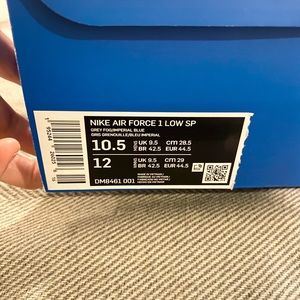 NIKE AIR FORCE 1 LOW SP
GREY FOG/IMPERIAL BLUE
GRIS GRENOUILLE/BLEU IMPERIAL
10.5 UK 9.5 cm 28.5
BR 42.5 EUR 44.5
12 UK 9.5 cm 29
BR 42.5 EUR 44.5
DM8461 001
MADE IN VIETNAM